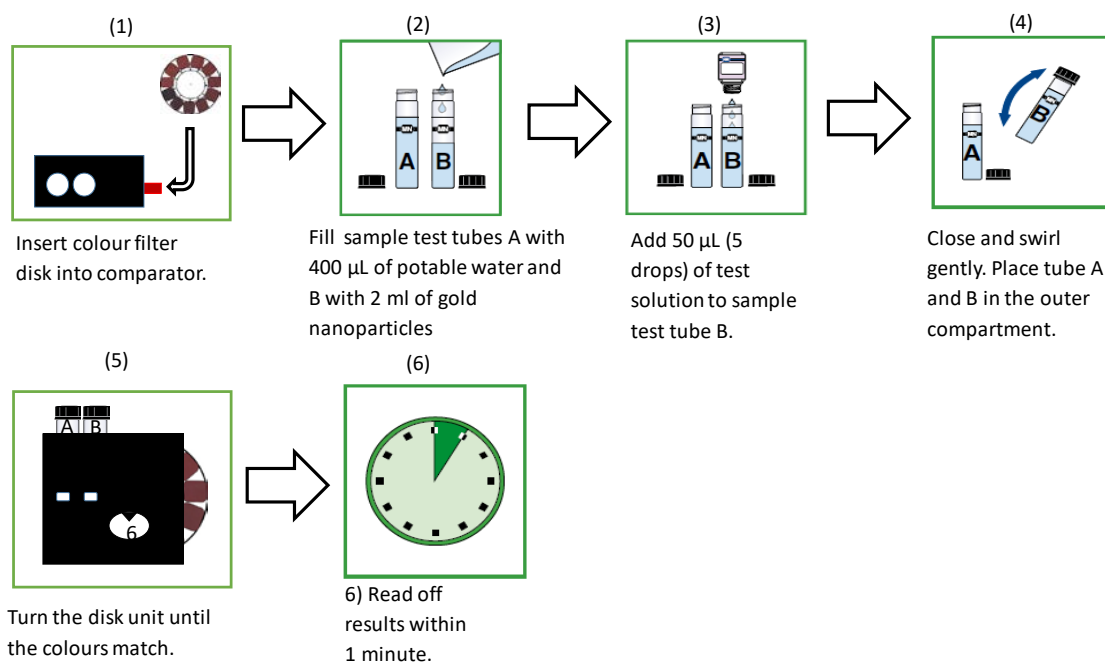 (1)
(2)
(3)
(4)
A
B
A
B
A
B
Insert colour filter
disk into comparator.
Fill sample test tubes A with
400 µL of potable water and
B with 2 ml of gold
nanoparticles
Add 50 µL (5
drops) of test
solution to sample
test tube B.
Close and swirl
gently. Place tube A
and B in the outer
compartment.
(5)
(6)
A B
6
Turn the disk unit until
the colours match.
6) Read off
results within
1 minute.